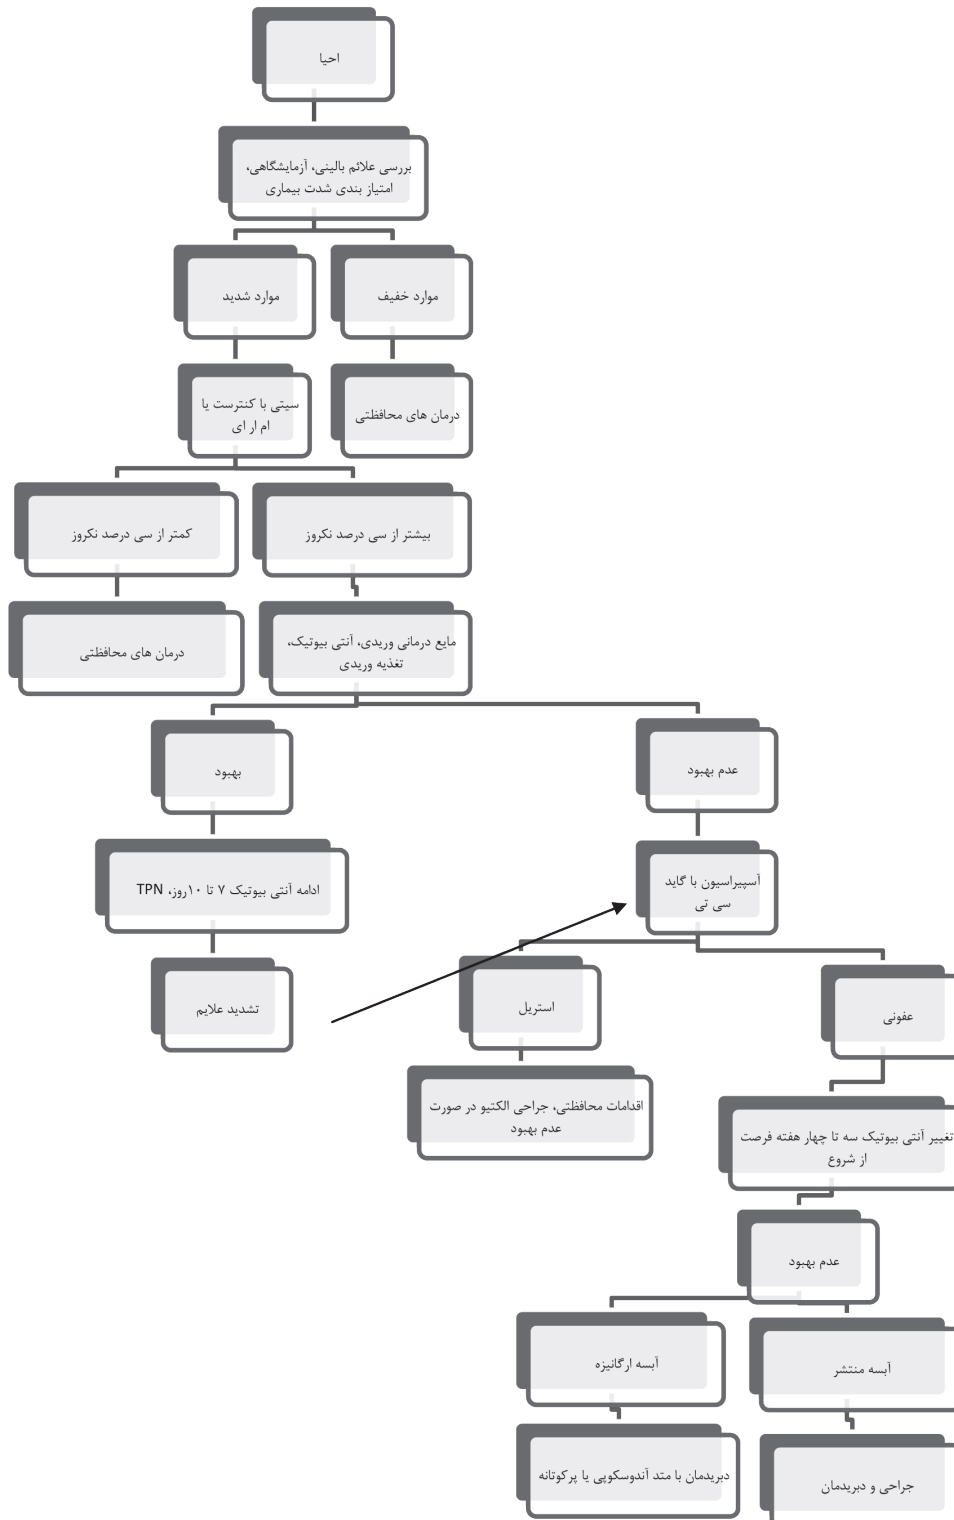 احیا
بررسی علائم بالینی، آزمایشگاهی،
امتیاز بندی شدت بیماری
موارد خفیف
موارد شدید
درمان های محافظتی
سیتی با کنترست یا
ام ار ای
بیشتر از سی درصد نکروز
کمتر از سی درصد نکروز
مایع درمانی وریدی، آنتی بیوتیک،
تغذیه وریدی
درمان های محافظتی
عدم بهبود
بهبود
آسپیراسیون با گاید
سی تی
ادامه آنتی بیوتیک ۷ تا ۱۰روز، TPN
عفونی
استریل
تشدید علایم
اقدامات محافظتی، جراحی الکتیو در صورت
عدم بهبود
تغییر آنتی بیوتیک سه تا چهار هفته فرصت
از شروع
عدم بهبود
آبسه منتشر
آبسه ارگانیزه
جراحی و دبریدمان
دبریدمان با متد آندوسکوپی یا پرکوتانه